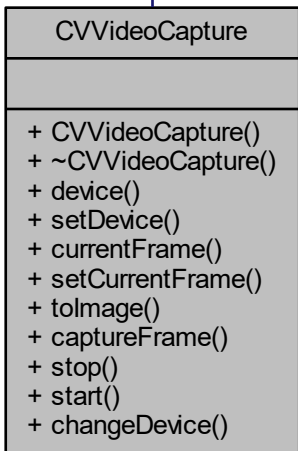 CVVideoCapture
+ CVVideoCapture()
+ ~CVVideoCapture()
+ device()
+ setDevice()
+ currentFrame()
+ setCurrentFrame()
+ toImage()
+ captureFrame()
+ stop()
+ start()
+ changeDevice()